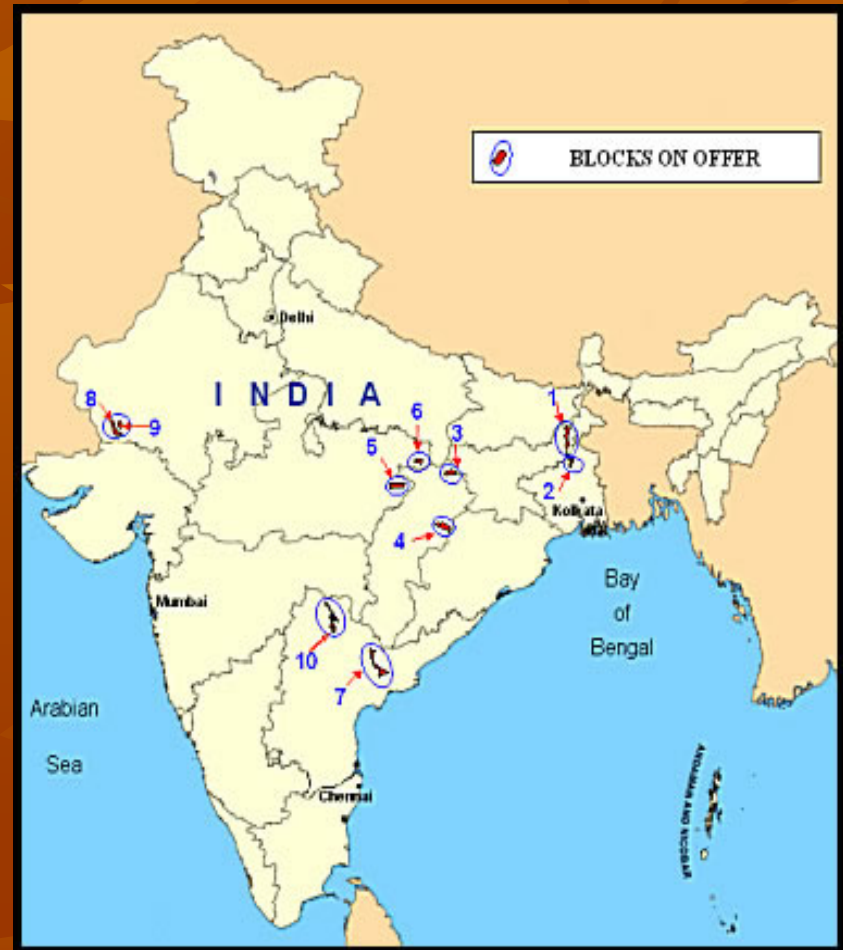 BLOCKS ON OFFER
Delhi
INDIA
8
9
6
3
1
5
2
Kolkata
4
Bay
of
Bengal
Mumbai
10
7
Arabian
Sea
Chennai
ANDAMAN AND NICOBAR